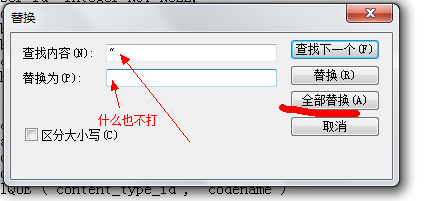 替换
查找内容(N): “
查找下一个(F)
替换为(P):
替换(R)
什么也不打
全部替换(A)
区分大小写(C)
取消
IQUE ( content_type_id , codename )